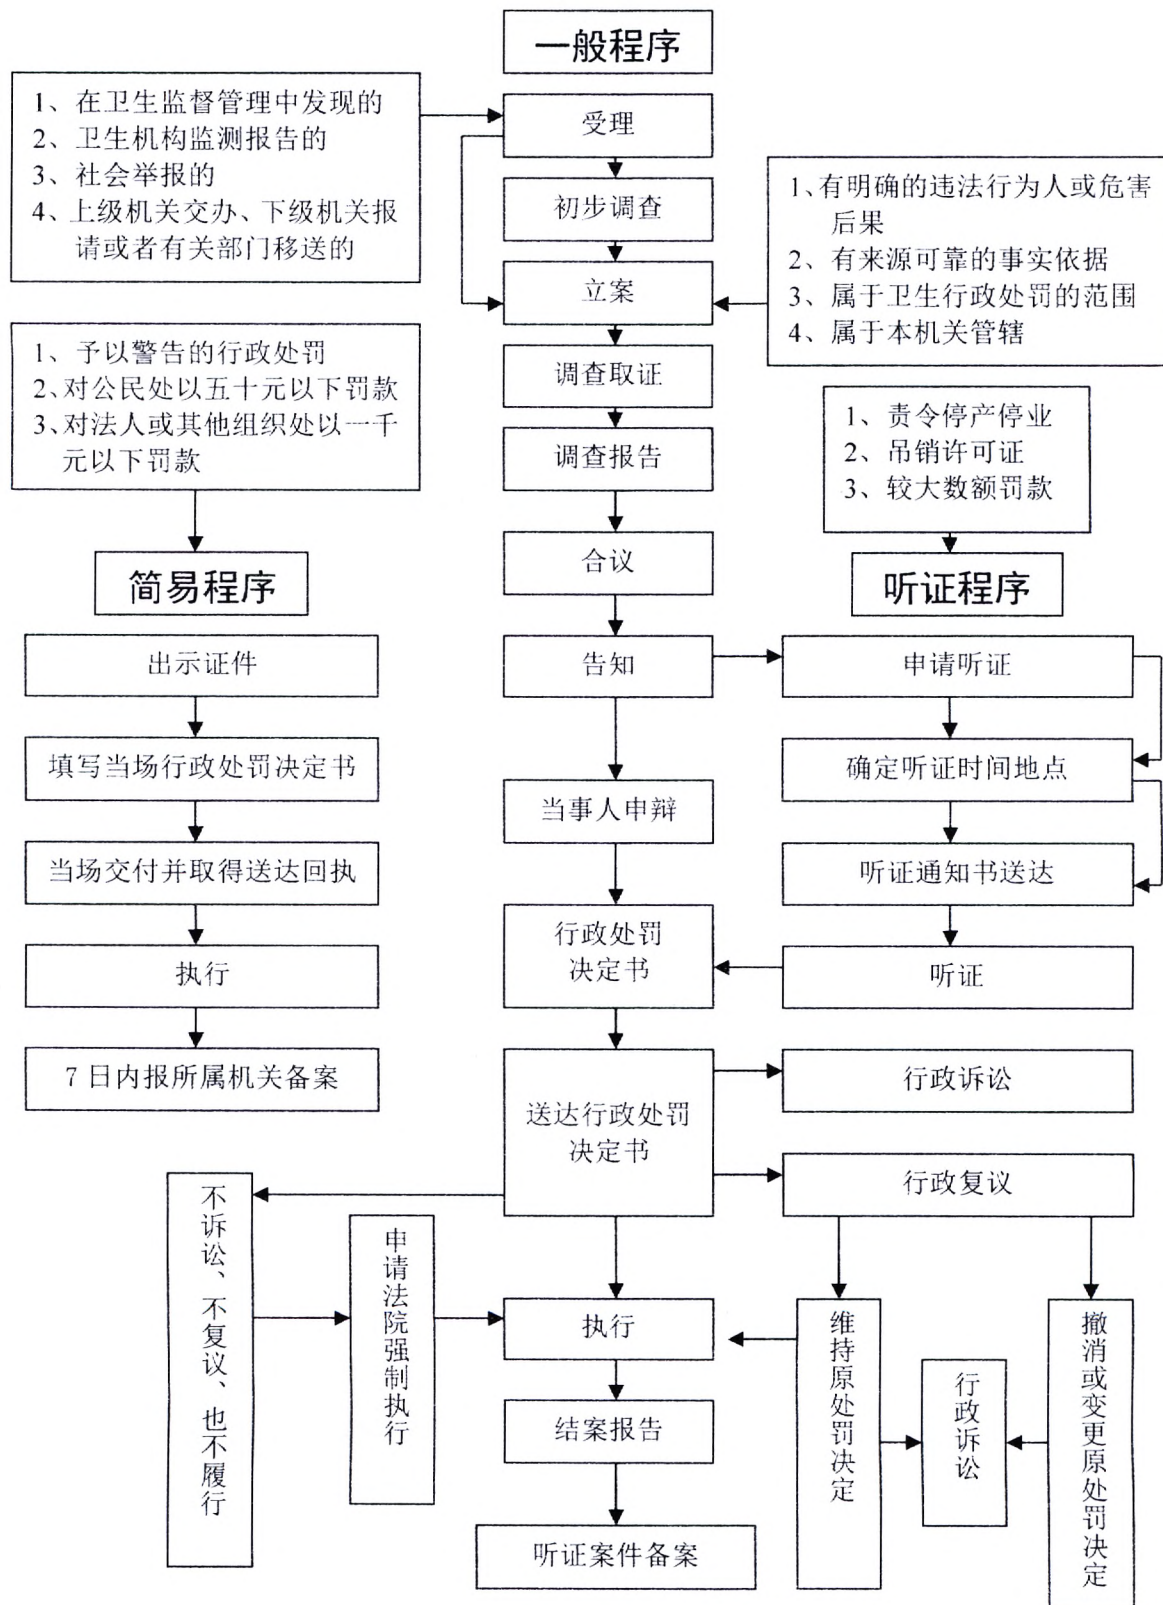 一般程序
1、在卫生监督管理中发现的
2、卫生机构监测报告的
3、社会举报的
4、上级机关交办、下级机关报
请或者有关部门移送的
受理
初步调查
立案
1、有明确的违法行为人或危害
后果
2、有来源可靠的事实依据
3、属于卫生行政处罚的范围
4、属于本机关管辖
1、予以警告的行政处罚
2、对公民处以五十元以下罚款
3、对法人或其他组织处以一千
元以下罚款
调查取证
调查报告
合议
1、责令停产停业
2、吊销许可证
3、较大数额罚款
简易程序
听证程序
出示证件
填写当场行政处罚决定书
当场交付并取得送达回执
执行
7 日内报所属机关备案
告知
当事人申辩
行政处罚
决定书
送达行政处罚
决定书
申请听证
确定听证时间地点
听证通知书送达
听证
行政诉讼
行政复议
不诉讼、不复议、也不履行
申请法院强制执行
执行
结案报告
听证案件备案
维持原处罚决定
行政诉讼
撤消或变更原处罚决定